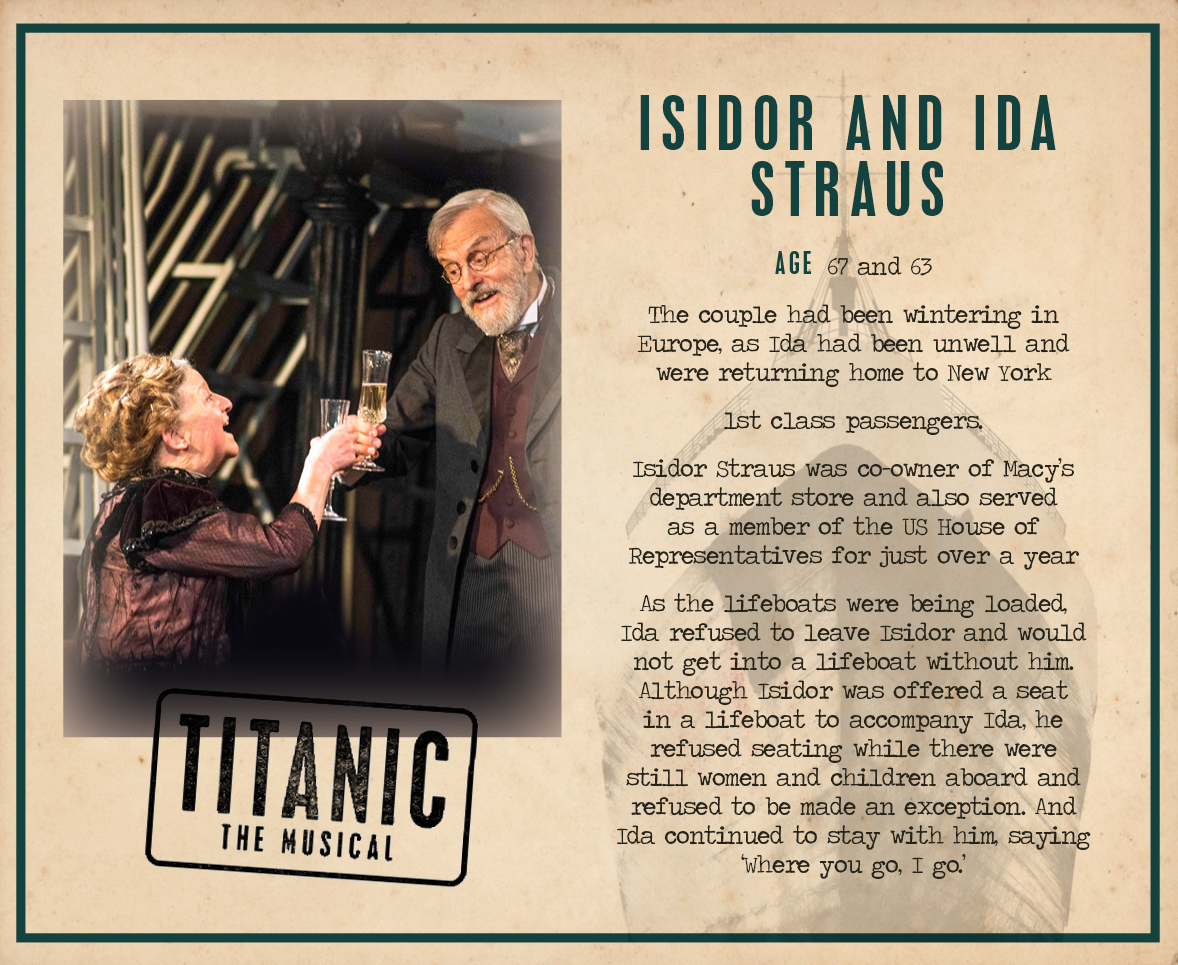 ISIDOR AND IDA
STRAUS
AGE 67 and 63
The couple had been wintering in
Europe, as Ida had been unwell and
were returning home to New York
1st class passengers.
Isidor Straus was co-owner of Macy's
department store and also served
as a member of the US House of
Representatives for just over a year
As the lifeboats were being loaded,
Ida refused to leave Isidor and would
not get into a lifeboat without him.
Although Isidor was offered a seat
in a lifeboat to accompany Ida, he
refused seating while there were
still women and children aboard and
refused to be made an exception. And
Ida continued to stay with him, saying
'Where you go, I go.'
TITANIC
THE MUSICAL